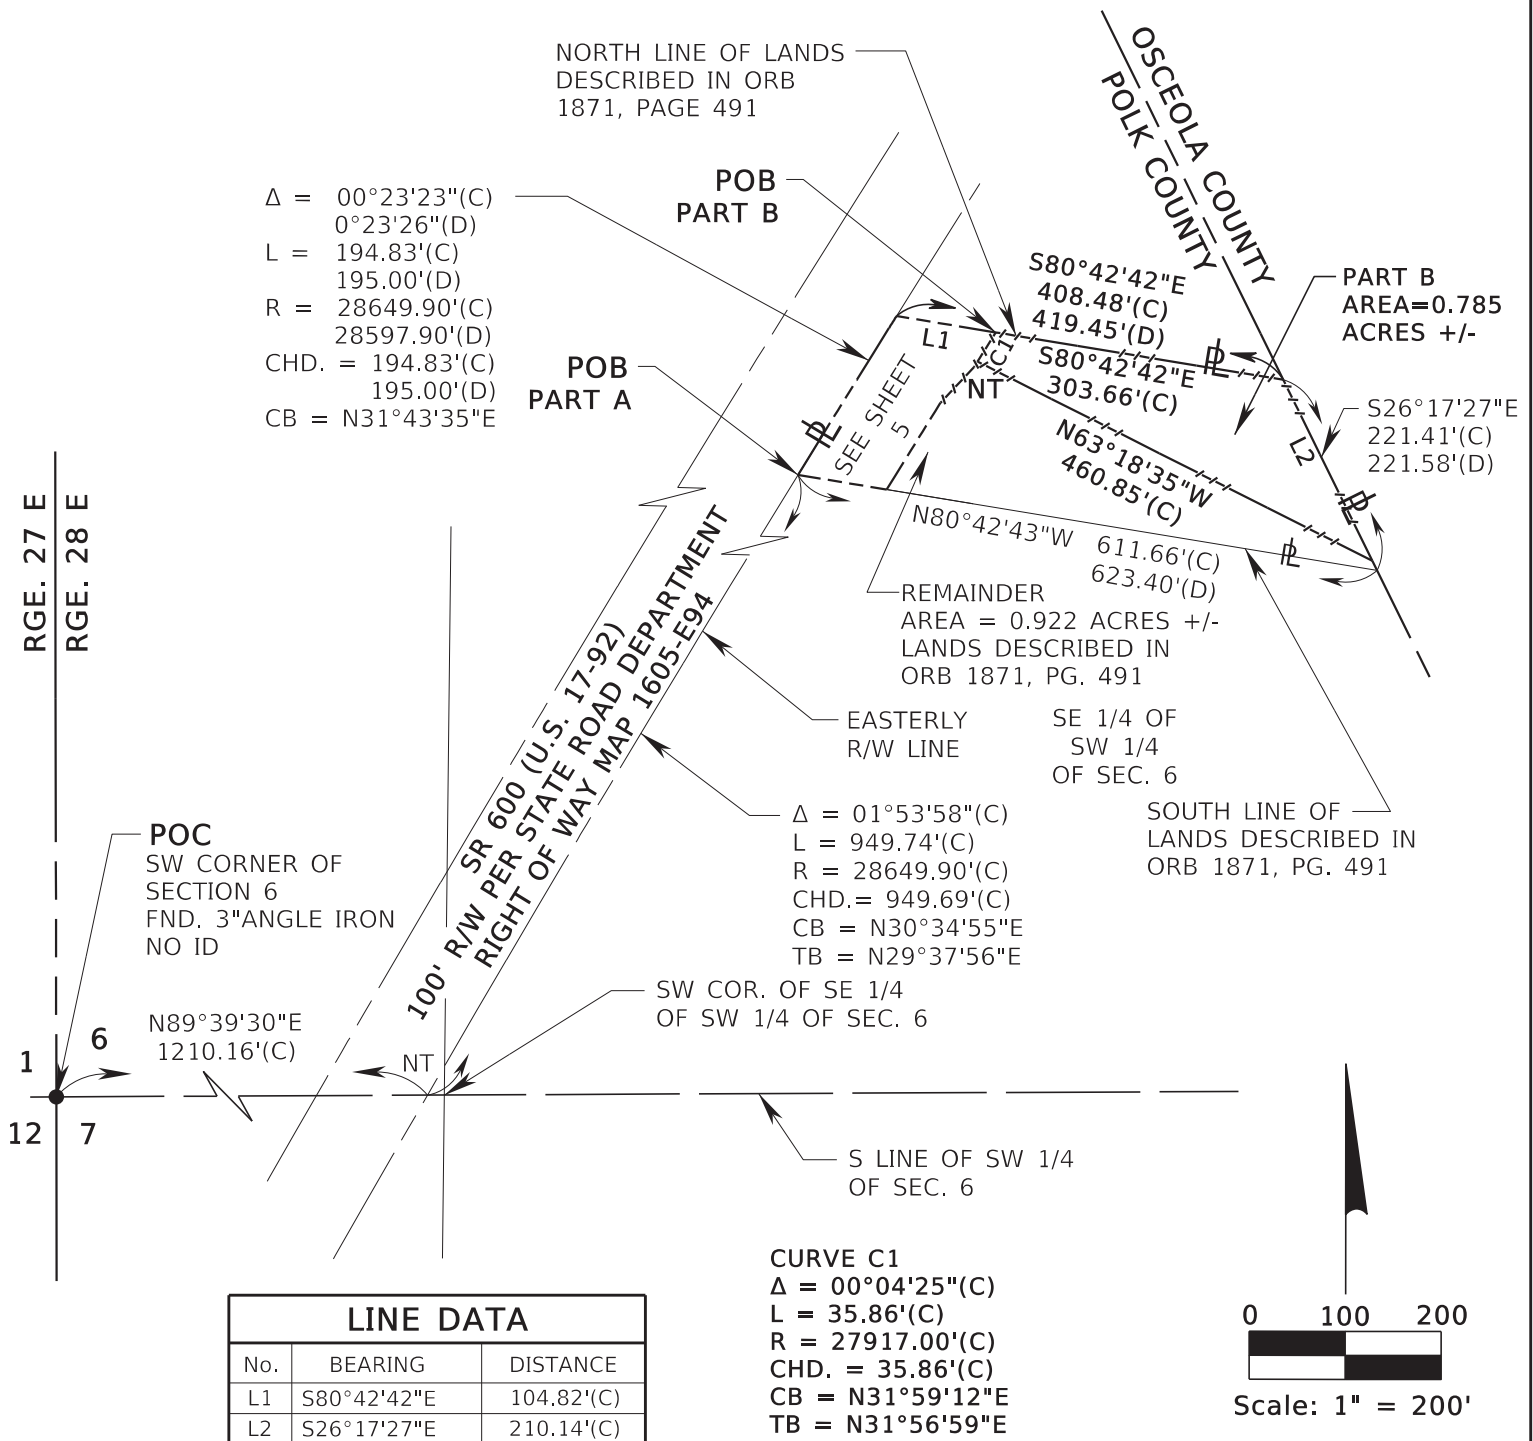 NORTH LINE OF LANDS
DESCRIBED IN ORB
1871, PAGE 491
OSCEOLA COUNTY
POLK COUNTY
POB
PART B
Δ = 00°23'23"(C)
0°23'26"(D)
L = 194.83'(C)
195.00'(D)
R = 28649.90'(C)
28597.90'(D)
CHD. = 194.83'(C)
195.00'(D)
CB = N31°43'35"E
POB
PART A
S80°42'42"E
408.48'(C)
419.45'(D)
S80°42'42"E
303.66'(C)
PART B
AREA=0.785
ACRES +/-
L1
C1
NT
SEE SHEET
5
PL
PL
L2
S26°17'27"E
221.41'(C)
221.58'(D)
N63°18'35"W
460.85'(C)
PL
PL
N80°42'43"W 611.66'(C)
623.40'(D)
RGE. 27 E
RGE. 28 E
REMAINDER
AREA = 0.922 ACRES +/-
LANDS DESCRIBED IN
ORB 1871, PG. 491
SR 600 (U.S. 17-92)
100' R/W PER STATE ROAD DEPARTMENT
RIGHT OF WAY MAP 1605-E94
EASTERLY
R/W LINE
SE 1/4 OF
SW 1/4
OF SEC. 6
Δ = 01°53'58"(C)
L = 949.74'(C)
R = 28649.90'(C)
CHD.= 949.69'(C)
CB = N30°34'55"E
TB = N29°37'56"E
SOUTH LINE OF
LANDS DESCRIBED IN
ORB 1871, PG. 491
POC
SW CORNER OF
SECTION 6
FND. 3"ANGLE IRON
NO ID
SW COR. OF SE 1/4
OF SW 1/4 OF SEC. 6
N89°39'30"E
1210.16'(C)
NT
1
6
12
7
S LINE OF SW 1/4
OF SEC. 6
LINE DATA
No. BEARING DISTANCE
L1 S80°42'42"E 104.82'(C)
L2 S26°17'27"E 210.14'(C)
CURVE C1
Δ = 00°04'25"(C)
L = 35.86'(C)
R = 27917.00'(C)
CHD. = 35.86'(C)
CB = N31°59'12"E
TB = N31°56'59"E
0 100 200
Scale: 1" = 200'